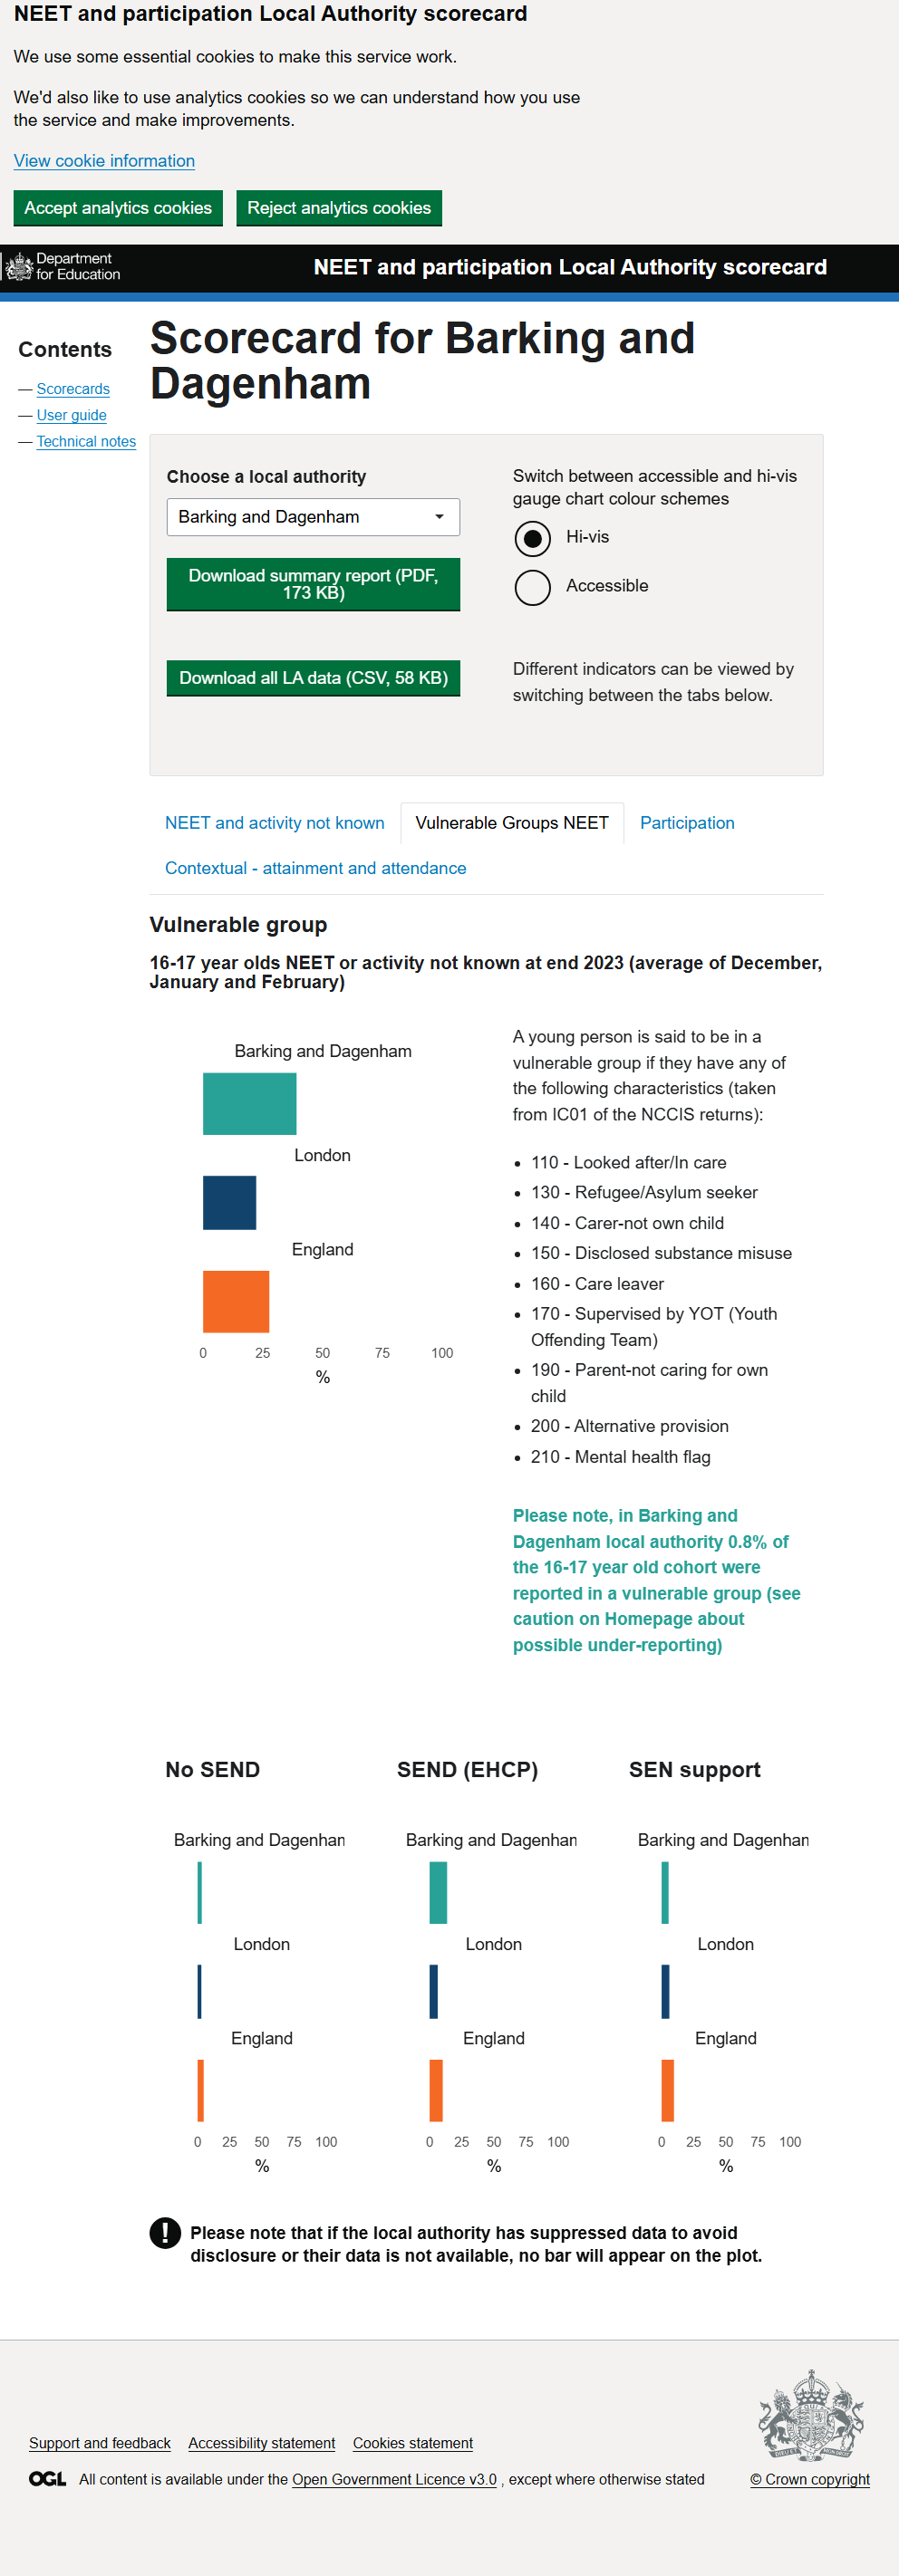 NEET and participation Local Authority scorecard
We use some essential cookies to make this service work.
We'd also like to use analytics cookies so we can understand how you use
the service and make improvements.
View cookie information
Accept analytics cookies
Reject analytics cookies
Department
for Education
NEET and participation Local Authority scorecard
Contents
— Scorecards
— User guide
— Technical notes
Scorecard for Barking and
Dagenham
Choose a local authority
Barking and Dagenham
Download summary report (PDF,
173 KB)
Download all LA data (CSV, 58 KB)
Switch between accessible and hi-vis
gauge chart colour schemes
Hi-vis
Accessible
Different indicators can be viewed by
switching between the tabs below.
NEET and activity not known
Vulnerable Groups NEET
Participation
Contextual - attainment and attendance
Vulnerable group
16-17 year olds NEET or activity not known at end 2023 (average of December,
January and February)
Barking and Dagenham
London
England
0 25 50 75 100
%
A young person is said to be in a
vulnerable group if they have any of
the following characteristics (taken
from IC01 of the NCCIS returns):
• 110 - Looked after/In care
• 130 - Refugee/Asylum seeker
• 140 - Carer-not own child
• 150 - Disclosed substance misuse
• 160 - Care leaver
• 170 - Supervised by YOT (Youth
Offending Team)
• 190 - Parent-not caring for own
child
• 200 - Alternative provision
• 210 - Mental health flag
Please note, in Barking and
Dagenham local authority 0.8% of
the 16-17 year old cohort were
reported in a vulnerable group (see
caution on Homepage about
possible under-reporting)
No SEND
Barking and Dagenhan
London
England
0 25 50 75 100
%
SEND (EHCP)
Barking and Dagenhan
London
England
0 25 50 75 100
%
SEN support
Barking and Dagenhan
London
England
0 25 50 75 100
%
! Please note that if the local authority has suppressed data to avoid
disclosure or their data is not available, no bar will appear on the plot.
Support and feedback
Accessibility statement
Cookies statement
OGL All content is available under the Open Government Licence v3.0 , except where otherwise stated
© Crown copyright